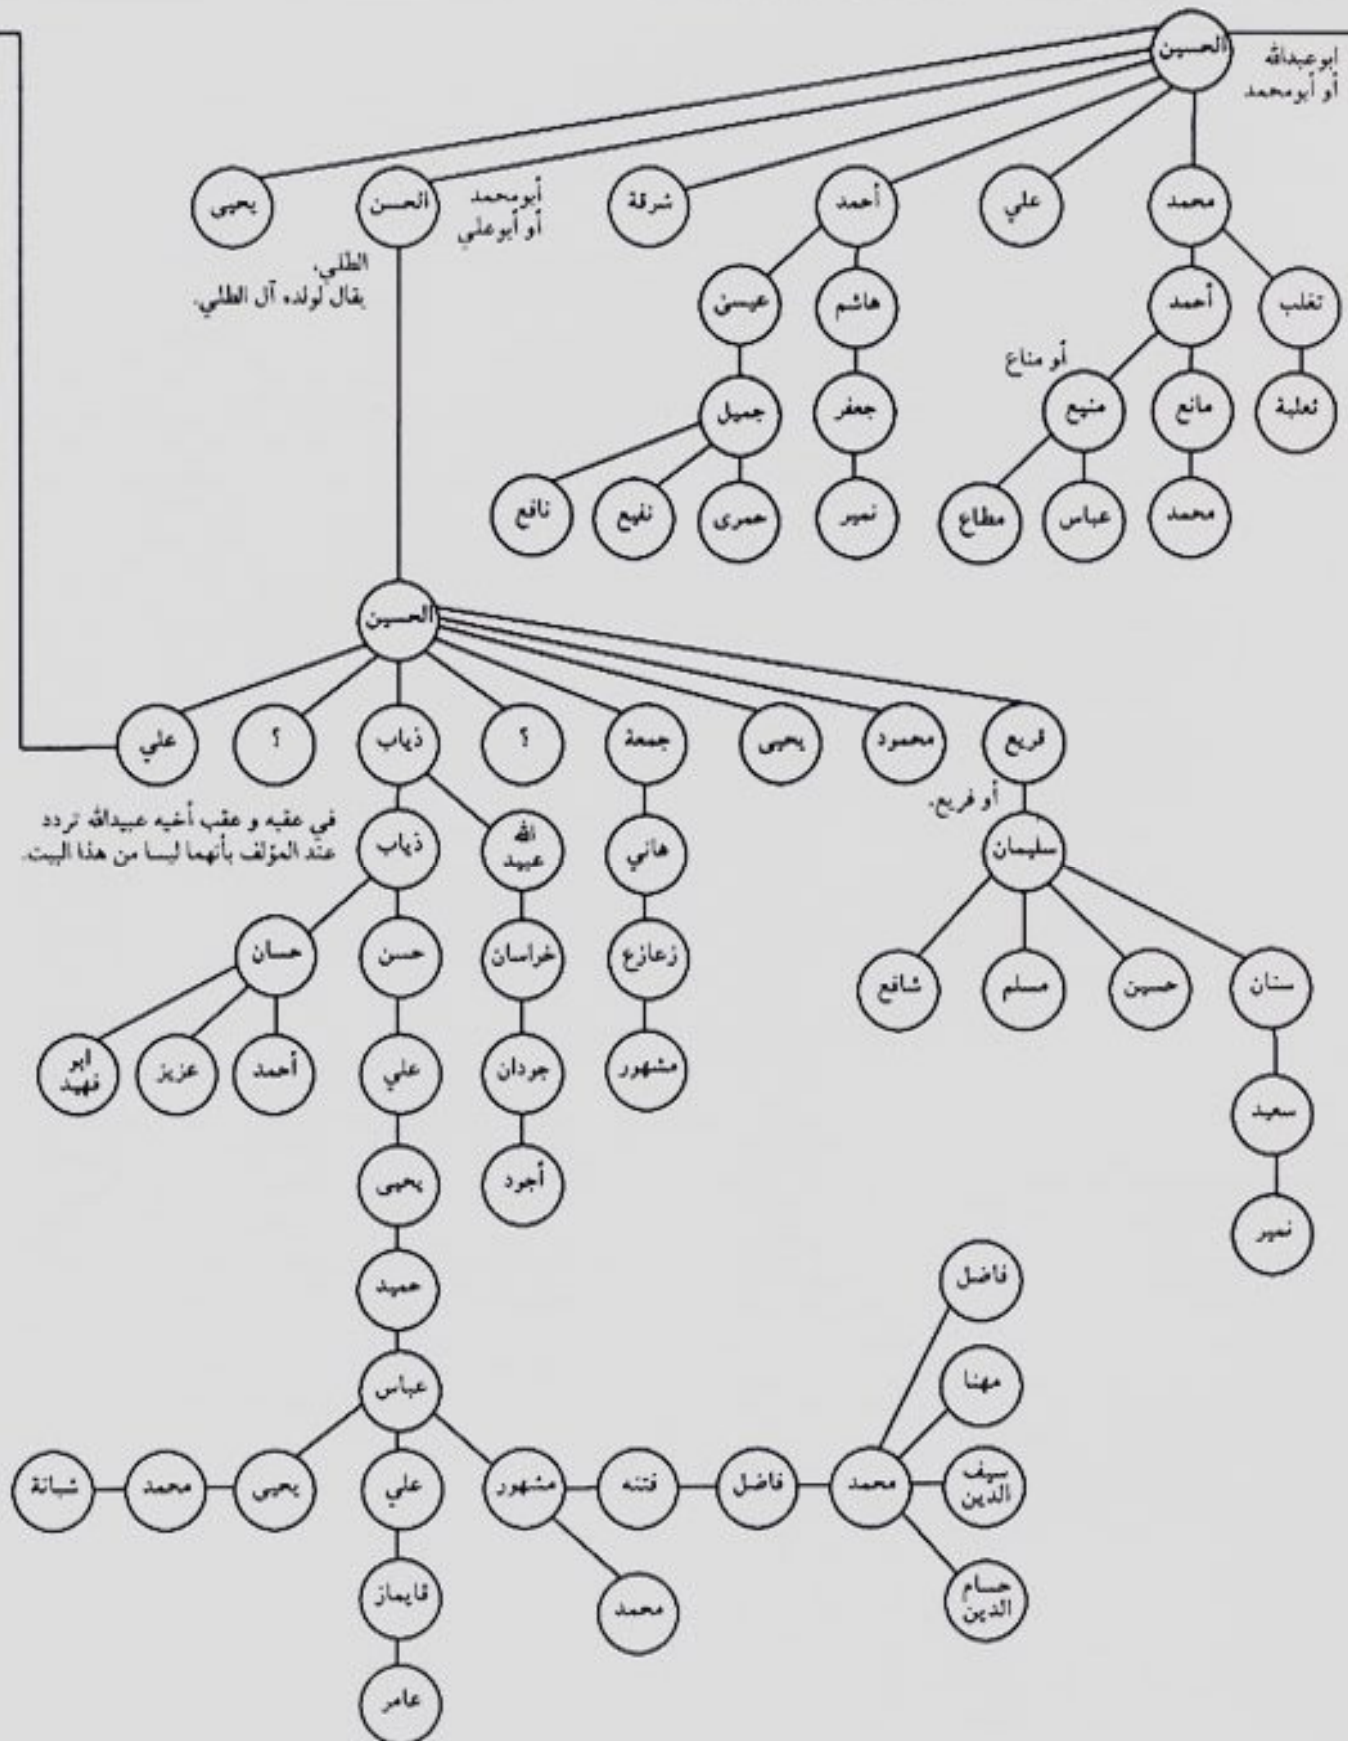 الحسين
ابوعبدالله
أو أبومحمد
محمد
علي
أحمد
شرقة
أبومحمد
أو أبوعلي
الحسن
يحيى
الطلي،
يقال لولده آل الطلي.
تغلب
أحمد
هاشم
عيسى
أو مناع
ثعلبة
مانع
منيع
جعفر
جميل
محمد
عباس
مطاع
نمير
حمرى
نفيع
نافع
الحسين
قريع
محمود
يحيى
جمعة
؟
ذياب
؟
علي
أو فريع.
سليمان
هاني
الله
عبيد
ذياب
في عقبه و عقب أخيه عبيدالله تردد
عند المؤلف بأنهما ليسا من هذا البيت.
سنان
حسين
مسلم
شافع
زعازع
خراسان
حسن
حسان
سعيد
مشهور
جودان
علي
أحمد
عزيز
ابو
فهيد
نمير
أجود
يحيى
فاضل
حميد
مهنا
عباس
سيف
الدين
محمد
فاضل
فتنه
مشهور
علي
يحيى
محمد
شبانة
حسام
الدين
محمد
قايماز
عامر